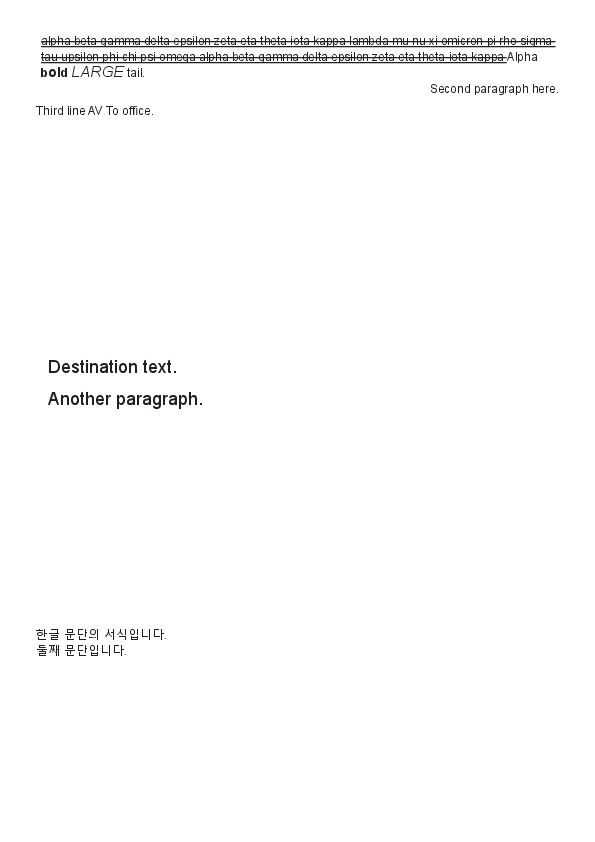 alpha beta gamma delta epsilon zeta eta theta iota kappa lambda mu nu xi omicron pi rho sigma
tau upsilon phi chi psi omega alpha beta gamma delta epsilon zeta eta theta iota kappa Alpha
bold LARGE tail.
Second paragraph here.
Third line AV To office.
Destination text.
Another paragraph.
한글 문단의 서식입니다.
둘째 문단입니다.